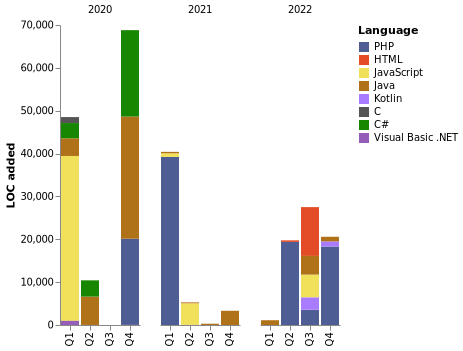 2020 2021 2022
Language
PHP
HTML
JavaScript
Java
Kotlin
C
C#
Visual Basic .NET
LOC added
70,000
60,000
50,000
40,000
30,000
20,000
10,000
0
Q1 Q2 Q3 Q4 Q1 Q2 Q3 Q4 Q1 Q2 Q3 Q4